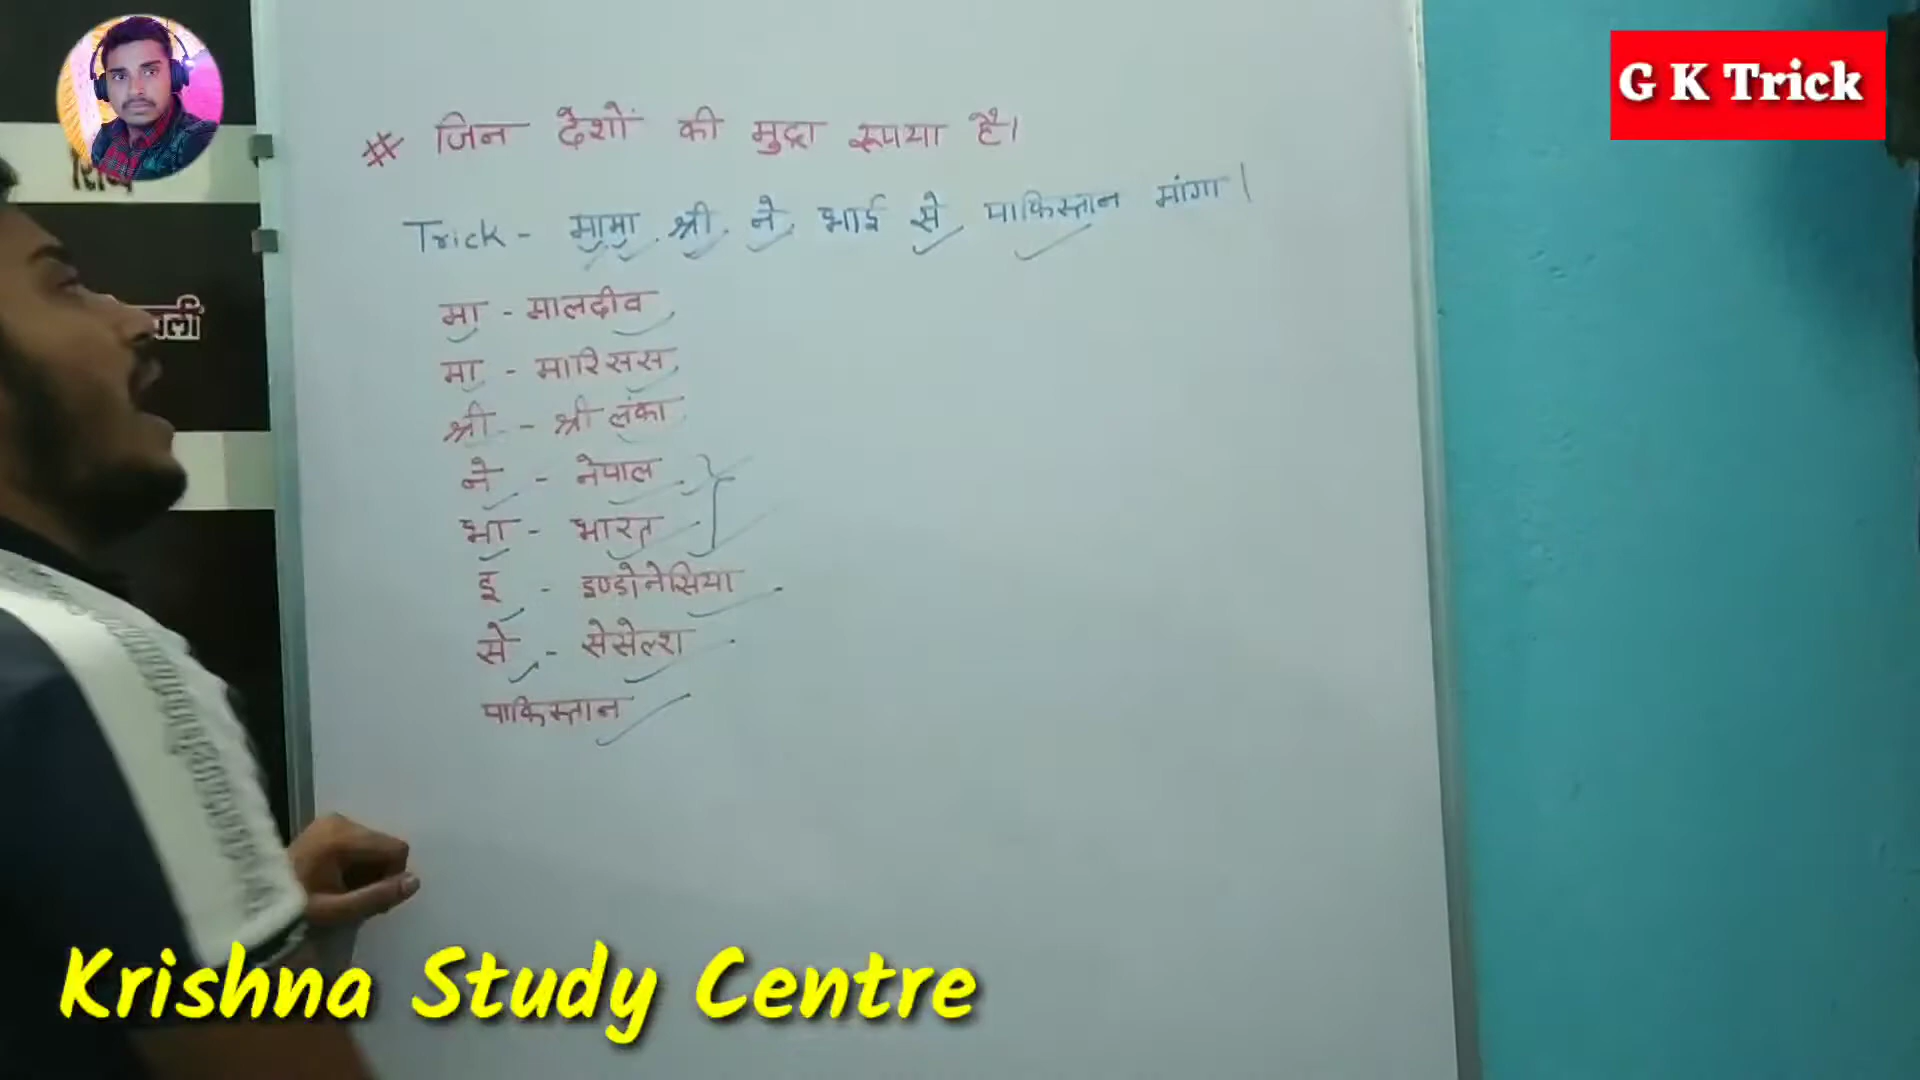 G K Trick
# जिन देशों की मुद्रा रूपया है।
Trick - मामा श्री ने भाई से पाकिस्तान मांगा।
मा - मालदीव
मा - मारिसस
श्री - श्री लंका
ने - नेपाल
भा - भारत
ई - इण्डोनेसिया
से - सेसेल्श
पाकिस्तान
Krishna Study Centre